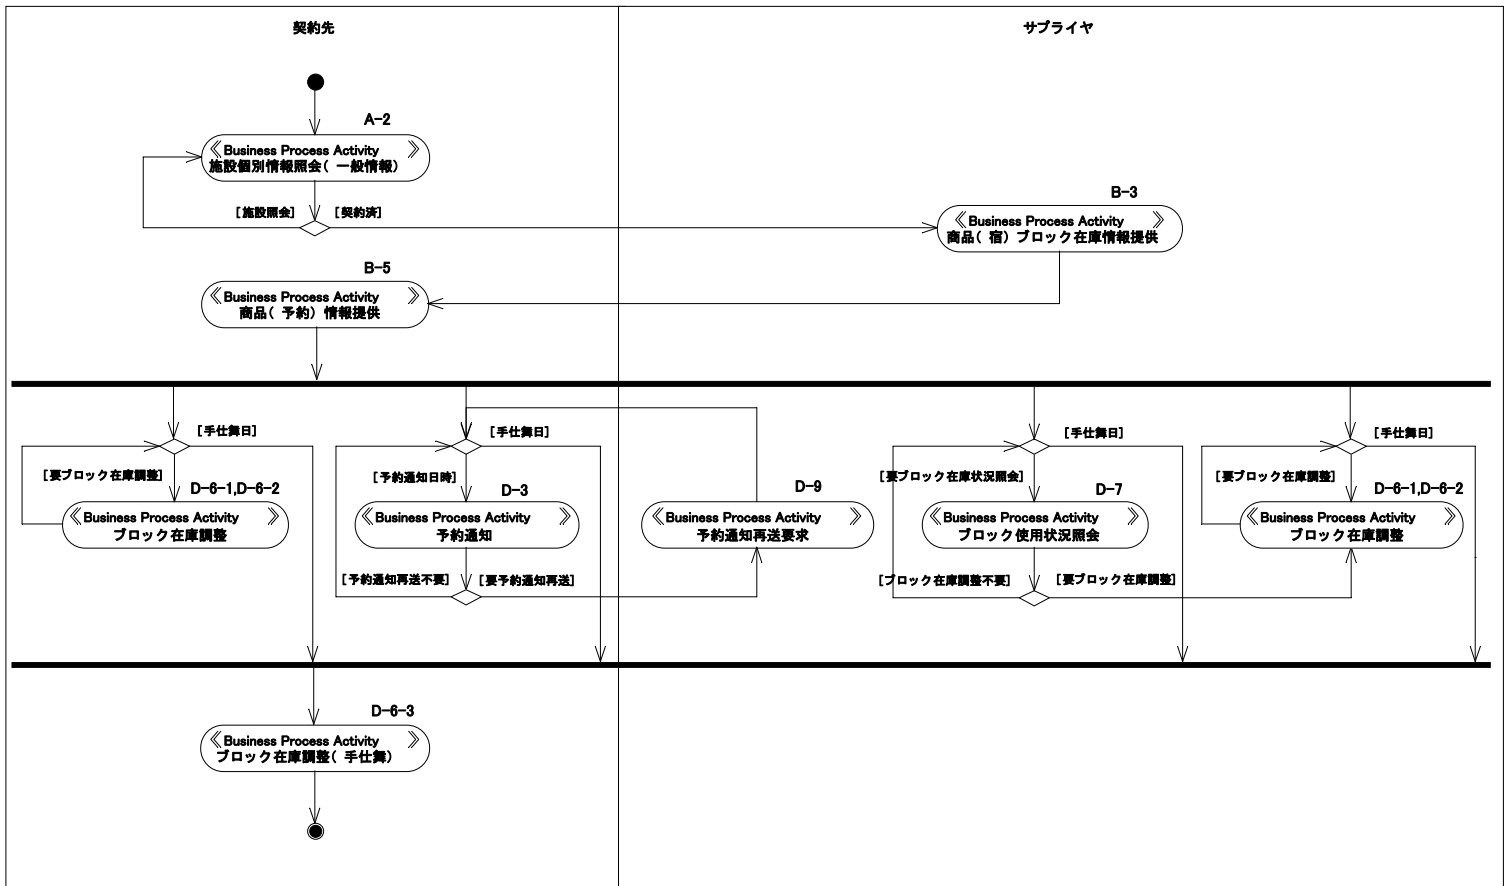 契約先
サプライヤ
A-2
《Business Process Activity 》
施設個別情報照会( 一般情報)
[施設照会]
[契約済]
B-3
《Business Process Activity 》
商品( 宿) ブロック在庫情報提供
B-5
《Business Process Activity 》
商品( 予約) 情報提供
[手仕舞日]
[手仕舞日]
[手仕舞日]
[手仕舞日]
[要ブロック在庫調整]
[予約通知日時]
[要ブロック在庫状況照会]
[要ブロック在庫調整]
D-6-1,D-6-2
《Business Process Activity 》
ブロック在庫調整
D-3
《Business Process Activity 》
予約通知
D-9
《Business Process Activity 》
予約通知再送要求
D-7
《Business Process Activity 》
ブロック使用状況照会
D-6-1,D-6-2
《Business Process Activity 》
ブロック在庫調整
[予約通知再送不要]
[要予約通知再送]
[ブロック在庫調整不要]
[要ブロック在庫調整]
D-6-3
《Business Process Activity 》
ブロック在庫調整( 手仕舞)